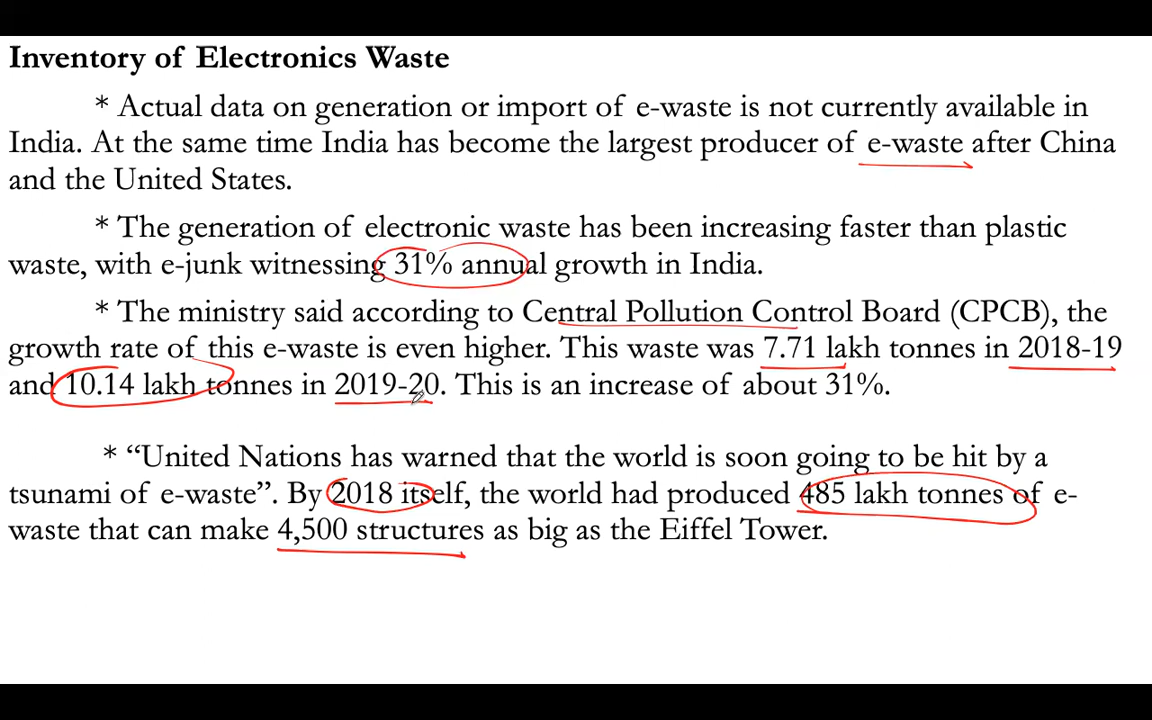 Inventory of Electronics Waste
* Actual data on generation or import of e-waste is not currently available in
India. At the same time India has become the largest producer of e-waste after China
and the United States.
* The generation of electronic waste has been increasing faster than plastic
waste, with e-junk witnessing 31% annual growth in India.
* The ministry said according to Central Pollution Control Board (CPCB), the
growth rate of this e-waste is even higher. This waste was 7.71 lakh tonnes in 2018-19
and 10.14 lakh tonnes in 2019-20. This is an increase of about 31%.
* “United Nations has warned that the world is soon going to be hit by a
tsunami of e-waste”. By 2018 itself, the world had produced 485 lakh tonnes of e-
waste that can make 4,500 structures as big as the Eiffel Tower.